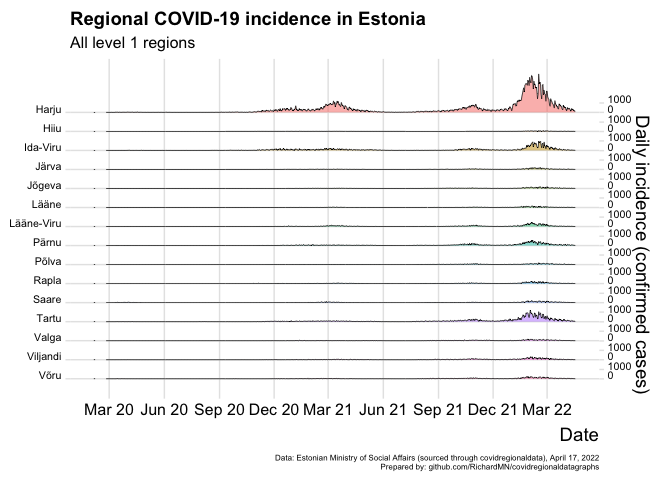 Regional COVID-19 incidence in Estonia
All level 1 regions
Harju
Hiiu
Ida-Viru
Järva
Jõgeva
Lääne
Lääne-Viru
Pärnu
Põlva
Rapla
Saare
Tartu
Valga
Viljandi
Võru
1000
0
1000
0
1000
0
1000
0
1000
0
1000
0
1000
0
1000
0
1000
0
1000
0
1000
0
1000
0
1000
0
1000
0
1000
0
Daily incidence (confirmed cases)
Mar 20 Jun 20 Sep 20 Dec 20 Mar 21 Jun 21 Sep 21 Dec 21 Mar 22
Date
Data: Estonian Ministry of Social Affairs (sourced through covidregionaldata), April 17, 2022
Prepared by: github.com/RichardMN/covidregionaldatagraphs